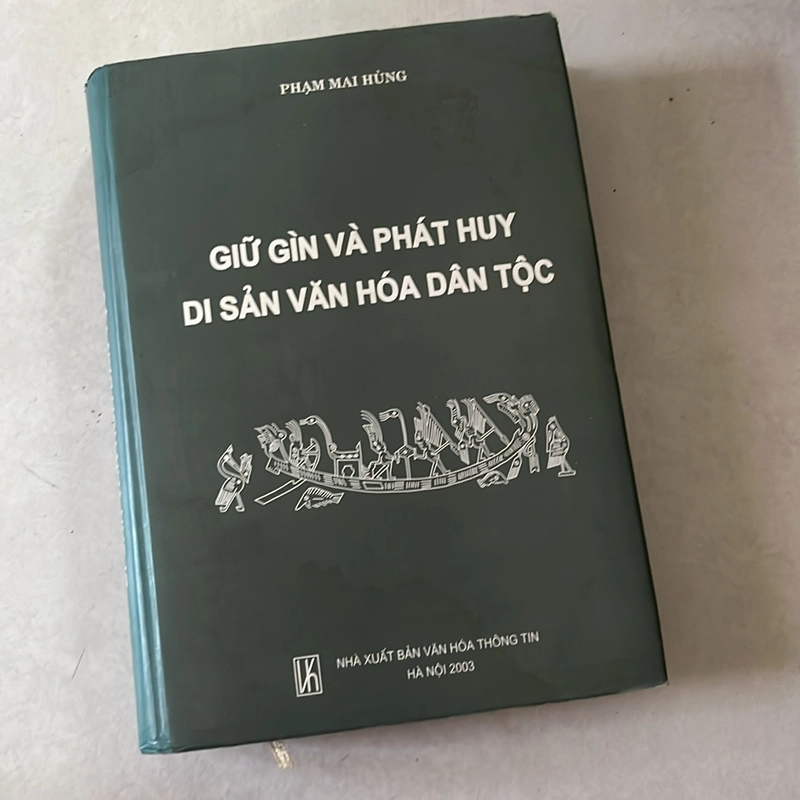 PHẠM MAI HÙNG
GIỮ GÌN VÀ PHÁT HUY
DI SẢN VĂN HÓA DÂN TỘC
NHÀ XUẤT BẢN VĂN HÓA THÔNG TIN
HÀ NỘI 2003